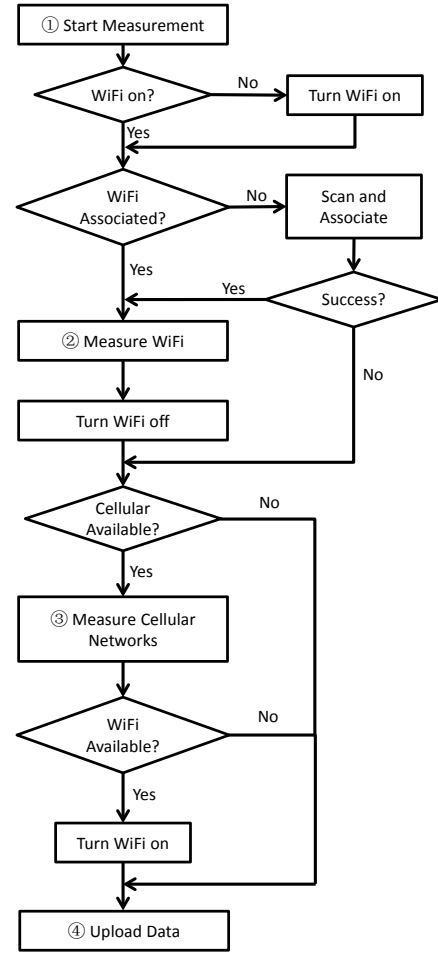 ① Start Measurement
WiFi on?
No
Turn WiFi on
Yes
WiFi
Associated?
No
Scan and
Associate
Yes
Yes
Success?
② Measure WiFi
No
Turn WiFi off
Cellular
Available?
No
Yes
③ Measure Cellular
Networks
WiFi
Available?
No
Yes
Turn WiFi on
④ Upload Data